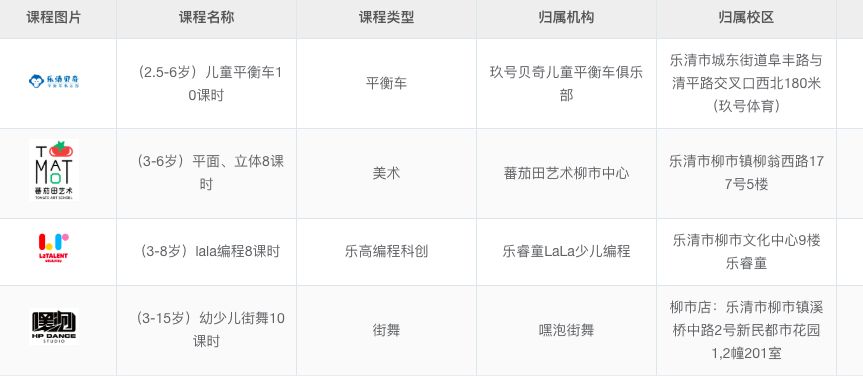 课程图片 课程名称 课程类型 归属机构 归属校区
（2.5-6岁）儿童平衡车1
0课时
平衡车
玖号贝奇儿童平衡车俱乐
部
乐清市城东街道阜丰路与
清平路交叉口西北180米
（玖号体育）
TOMATO
蕃茄田艺术
TOMATO ART SCHOOL
（3-6岁）平面、立体8课
时
美术
蕃茄田艺术柳市中心
乐清市柳市镇柳翁西路17
7号5楼
LaTALENT
（3-8岁）lala编程8课时
乐高编程科创
乐睿童LaLa少儿编程
乐清市柳市文化中心9楼
乐睿童
嘿泡
HP DANCE
STUDIO
（3-15岁）幼少儿街舞10
课时
街舞
嘿泡街舞
柳市店：乐清市柳市镇溪
桥中路2号新民都市花园
1,2幢201室